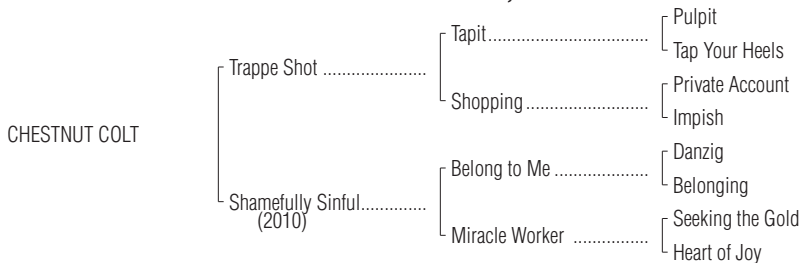 Pulpit
Tapit......................................
Tap Your Heels
Trappe Shot ........................
Private Account
Shopping.............................
Impish
CHESTNUT COLT
Danzig
Belong to Me ......................
Belonging
Shamefully Sinful...............
(2010)
Seeking the Gold
Miracle Worker ..................
Heart of Joy